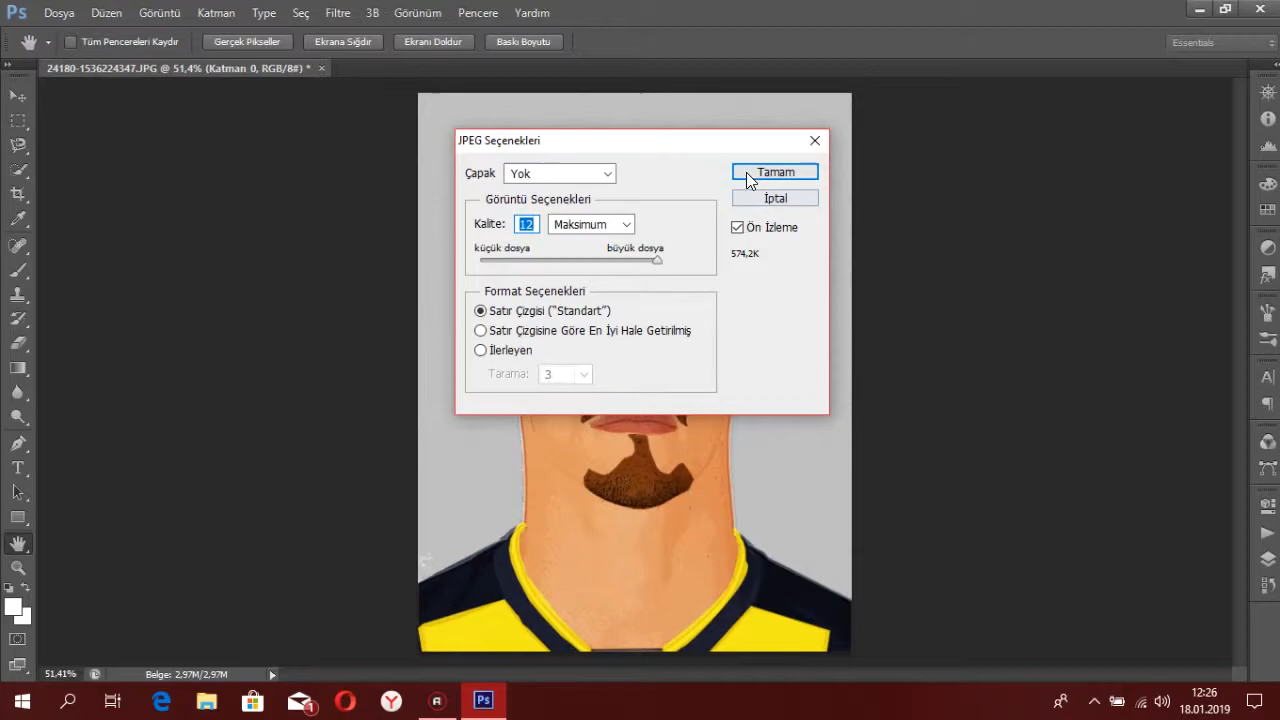 Ps Dosya Düzen Görüntü Katman Type Seç Filtre 3B Görünüm Pencere Yardım
Tüm Pencereleri Kaydır Gerçek Pikseller Ekrana Sığdır Ekranı Doldur Baskı Boyutu Essentials
24180-1536224347.JPG @ 51,4% (Katman 0, RGB/8#) * ×
JPEG Seçenekleri
Çapak Yok Tamam
Görüntü Seçenekleri İptal
Kalite: 12 Maksimum Ön İzleme
küçük dosya büyük dosya 574,2K
Format Seçenekleri
Satır Çizgisi ("Standart")
Satır Çizgisine Göre En İyi Hale Getirilmiş
İlerleyen
Tarama: 3
51,41% Belge: 2,97M/2,97M
1 Ps 12:26
18.01.2019